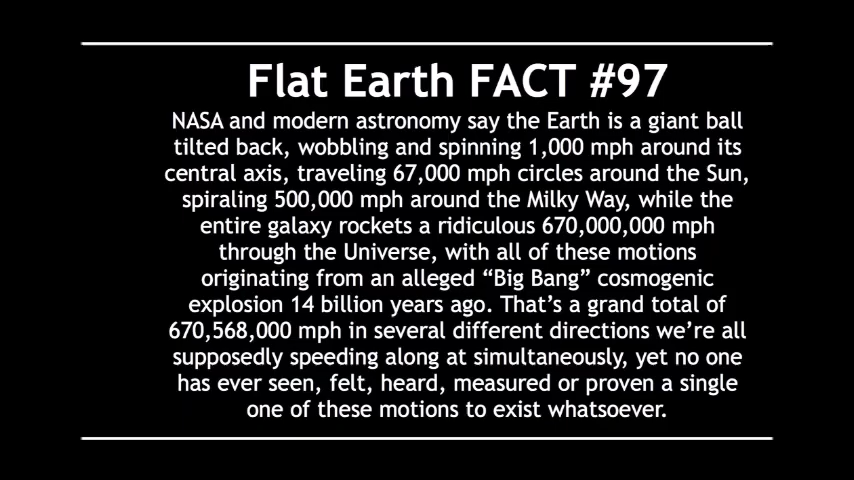 Flat Earth FACT #97
NASA and modern astronomy say the Earth is a giant ball
tilted back, wobbling and spinning 1,000 mph around its
central axis, traveling 67,000 mph circles around the Sun,
spiraling 500,000 mph around the Milky Way, while the
entire galaxy rockets a ridiculous 670,000,000 mph
through the Universe, with all of these motions
originating from an alleged “Big Bang” cosmogenic
explosion 14 billion years ago. That’s a grand total of
670,568,000 mph in several different directions we’re all
supposedly speeding along at simultaneously, yet no one
has ever seen, felt, heard, measured or proven a single
one of these motions to exist whatsoever.